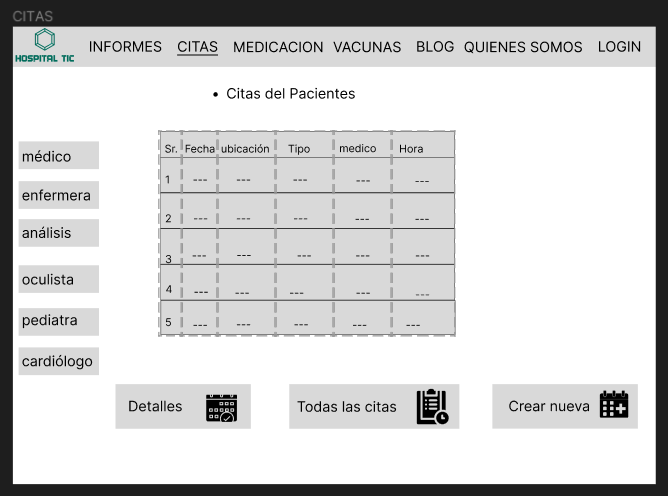 CITAS
HOSPITAL TIC
INFORMES CITAS MEDICACION VACUNAS BLOG QUIENES SOMOS LOGIN
• Citas del Pacientes
médico
enfermera
análisis
oculista
pediatra
cardiólogo
Sr. Fecha ubicación Tipo medico Hora
1 --- --- --- --- ---
2 --- --- --- --- ---
3 --- --- --- --- ---
4 --- --- --- --- ---
5 --- --- --- --- ---
Detalles
Todas las citas
Crear nueva